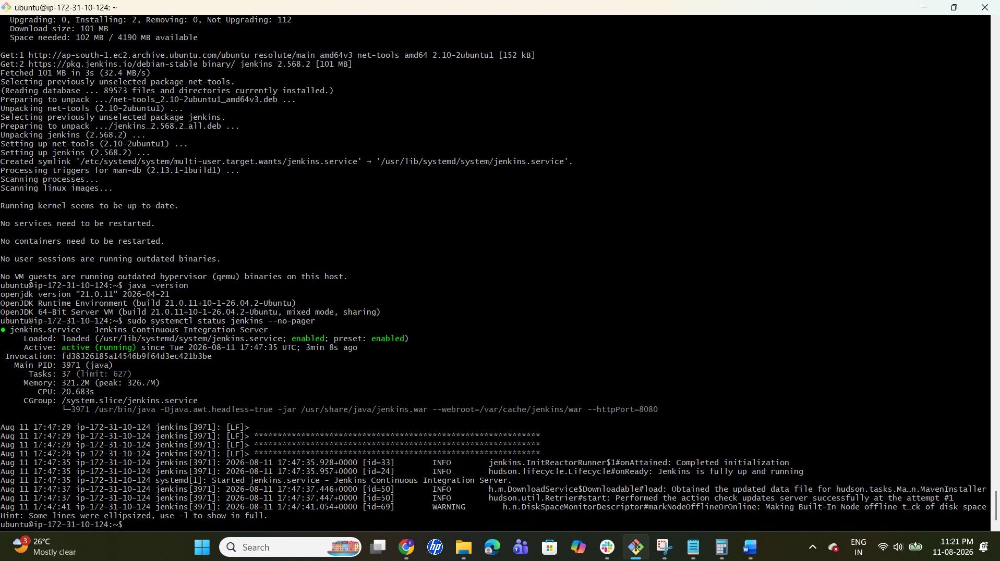 ubuntu@ip-172-31-10-124: ~
Upgrading: 0, Installing: 2, Removing: 0, Not Upgrading: 112
Download size: 101 MB
Space needed: 102 MB / 4190 MB available
Get:1 http://ap-south-1.ec2.archive.ubuntu.com/ubuntu resolute/main amd64v3 net-tools amd64 2.10-2ubuntu1 [152 kB]
Get:2 https://pkg.jenkins.io/debian-stable binary/ jenkins 2.568.2 [101 MB]
Fetched 101 MB in 3s (32.4 MB/s)
Selecting previously unselected package net-tools.
(Reading database ... 89573 files and directories currently installed.)
Preparing to unpack .../net-tools_2.10-2ubuntu1_amd64v3.deb ...
Unpacking net-tools (2.10-2ubuntu1) ...
Selecting previously unselected package jenkins.
Preparing to unpack .../jenkins_2.568.2_all.deb ...
Unpacking jenkins (2.568.2) ...
Setting up net-tools (2.10-2ubuntu1) ...
Setting up jenkins (2.568.2) ...
Created symlink '/etc/systemd/system/multi-user.target.wants/jenkins.service' → '/usr/lib/systemd/system/jenkins.service'.
Processing triggers for man-db (2.13.1-1build1) ...
Scanning processes...
Scanning linux images...
Running kernel seems to be up-to-date.
No services need to be restarted.
No containers need to be restarted.
No user sessions are running outdated binaries.
No VM guests are running outdated hypervisor (qemu) binaries on this host.
ubuntu@ip-172-31-10-124:~$ java -version
openjdk version "21.0.11" 2026-04-21
OpenJDK Runtime Environment (build 21.0.11+10-1-26.04.2-Ubuntu)
OpenJDK 64-Bit Server VM (build 21.0.11+10-1-26.04.2-Ubuntu, mixed mode, sharing)
ubuntu@ip-172-31-10-124:~$ sudo systemctl status jenkins --no-pager
● jenkins.service - Jenkins Continuous Integration Server
Loaded: loaded (/usr/lib/systemd/system/jenkins.service; enabled; preset: enabled)
Active: active (running) since Tue 2026-08-11 17:47:35 UTC; 3min 8s ago
Invocation: fd38326185a14546b9f64d3ec421b3be
Main PID: 3971 (java)
Tasks: 37 (limit: 627)
Memory: 321.2M (peak: 326.7M)
CPU: 20.683s
CGroup: /system.slice/jenkins.service
└─3971 /usr/bin/java -Djava.awt.headless=true -jar /usr/share/java/jenkins.war --webroot=/var/cache/jenkins/war --httpPort=8080
Aug 11 17:47:29 ip-172-31-10-124 jenkins[3971]: [LF]>
Aug 11 17:47:29 ip-172-31-10-124 jenkins[3971]: [LF]> *************************************************************
Aug 11 17:47:29 ip-172-31-10-124 jenkins[3971]: [LF]> *************************************************************
Aug 11 17:47:29 ip-172-31-10-124 jenkins[3971]: [LF]> *************************************************************
Aug 11 17:47:35 ip-172-31-10-124 jenkins[3971]: 2026-08-11 17:47:35.928+0000 [id=33] INFO jenkins.InitReactorRunner$1#onAttained: Completed initialization
Aug 11 17:47:35 ip-172-31-10-124 jenkins[3971]: 2026-08-11 17:47:35.957+0000 [id=24] INFO hudson.lifecycle.Lifecycle#onReady: Jenkins is fully up and running
Aug 11 17:47:35 ip-172-31-10-124 systemd[1]: Started jenkins.service - Jenkins Continuous Integration Server.
Aug 11 17:47:37 ip-172-31-10-124 jenkins[3971]: 2026-08-11 17:47:37.446+0000 [id=50] INFO h.m.DownloadService$Downloadable#load: Obtained the updated data file for hudson.tasks.Ma…n.MavenInstaller
Aug 11 17:47:37 ip-172-31-10-124 jenkins[3971]: 2026-08-11 17:47:37.447+0000 [id=50] INFO hudson.util.Retrier#start: Performed the action check updates server successfully at the attempt #1
Aug 11 17:47:41 ip-172-31-10-124 jenkins[3971]: 2026-08-11 17:47:41.054+0000 [id=69] WARNING h.n.DiskSpaceMonitorDescriptor#markNodeOfflineOrOnline: Making Built-In Node offline t…ck of disk space
Hint: Some lines were ellipsized, use -l to show in full.
ubuntu@ip-172-31-10-124:~$
3
26°C
Mostly clear
Search
K
hp
T
W
ENG
IN
11:21 PM
11-08-2026